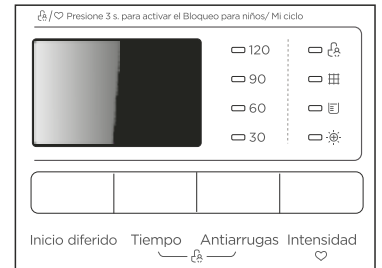 / Presione 3 s. para activar el Bloqueo para niños/ Mi ciclo
120
90
60
30
Inicio diferido Tiempo Antiarrugas Intensidad